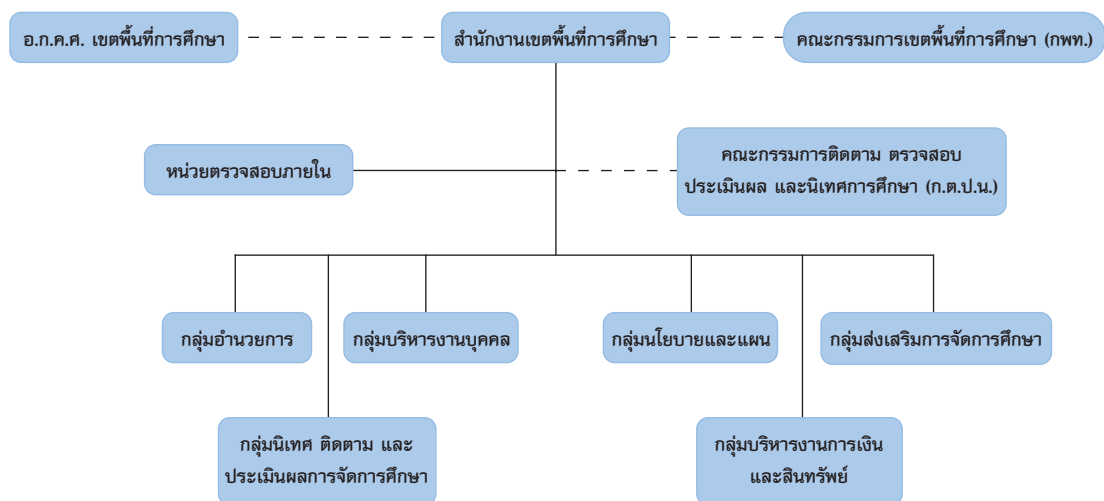 อ.ก.ค.ศ. เขตพื้นที่การศึกษา
สำนักงานเขตพื้นที่การศึกษา
คณะกรรมการเขตพื้นที่การศึกษา (กพท.)
หน่วยตรวจสอบภายใน
คณะกรรมการติดตาม ตรวจสอบ
ประเมินผล และนิเทศการศึกษา (ก.ต.ป.น.)
กลุ่มอำนวยการ
กลุ่มบริหารงานบุคคล
กลุ่มนโยบายและแผน
กลุ่มส่งเสริมการจัดการศึกษา
กลุ่มนิเทศ ติดตาม และ
ประเมินผลการจัดการศึกษา
กลุ่มบริหารงานการเงิน
และสินทรัพย์